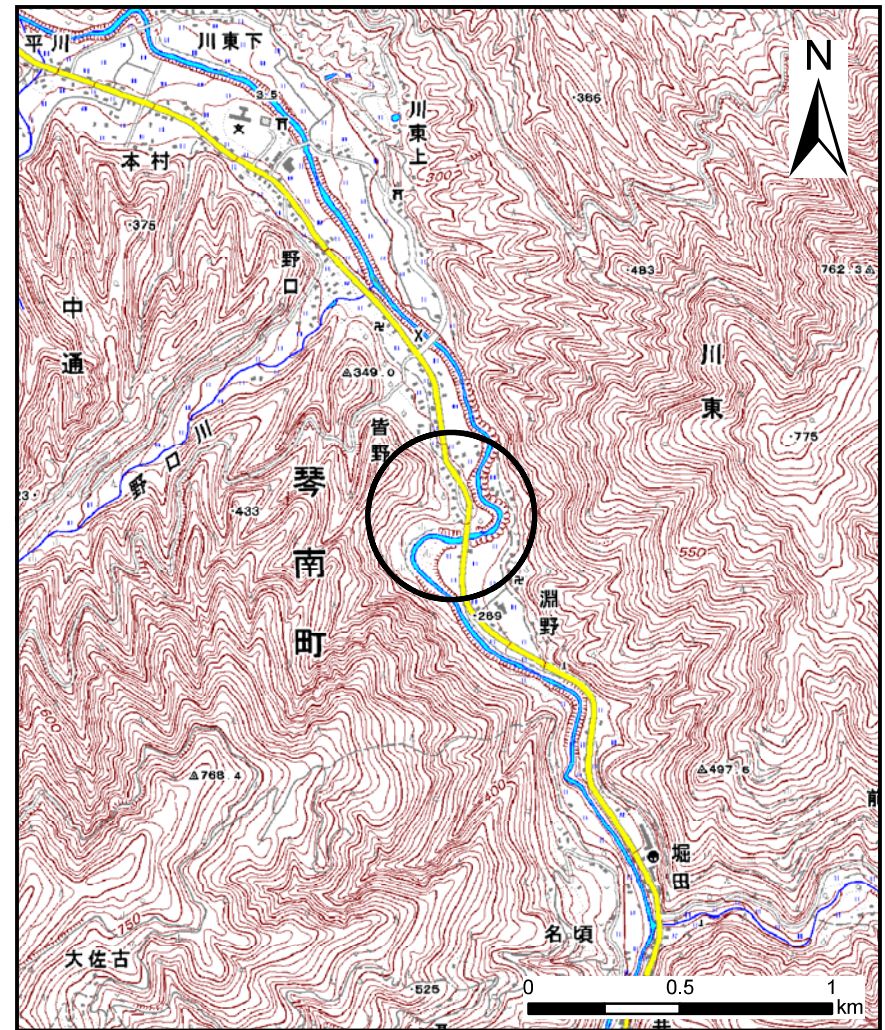 平川
川東下
N
3.5
川東上
・365
本村
300
・375
・483
762.3
野口
中通
川東
349.0
皆野
・775
野口川
琴南町
・433
550
淵野
・269
768.4
497.6
400
堀田
750
名頃
大佐古
・525
0 0.5 1
km